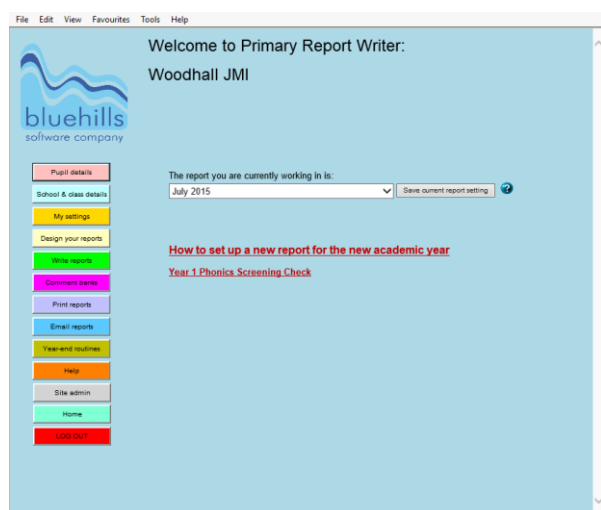 File Edit View Favourites Tools Help
Welcome to Primary Report Writer:
Woodhall JMI
bluehills
software company
Pupil details
School & class details
My settings
Design your reports
Write reports
Comment banks
Print reports
Email reports
Year-end routines
Help
Site admin
Home
LOG OUT
The report you are currently working in is:
July 2015 Save current report setting ?
How to set up a new report for the new academic year
Year 1 Phonics Screening Check